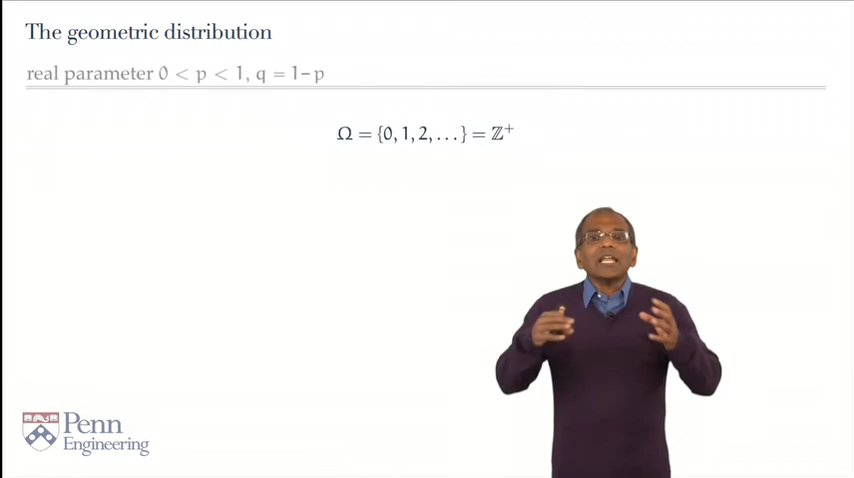 The geometric distribution
real parameter 0 < p < 1, q = 1−p
Ω = {0, 1, 2, . . .} = ℤ⁺
Penn
Engineering